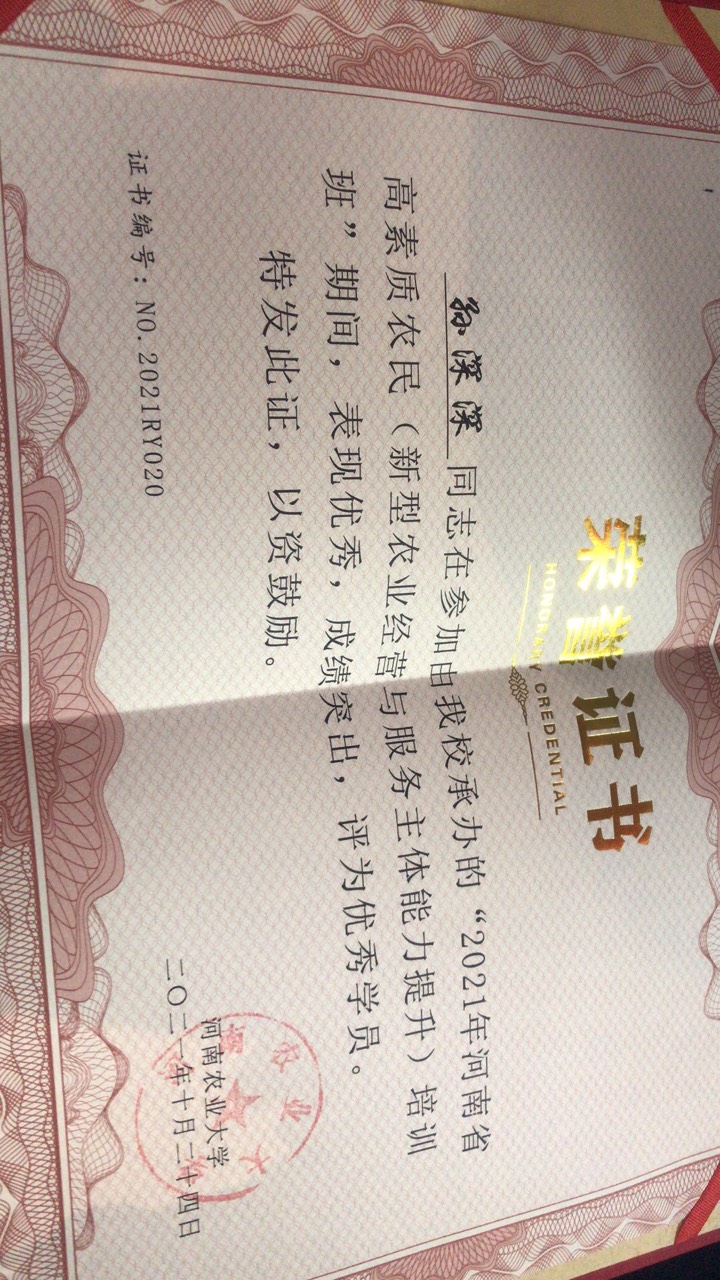 荣誉证书
HONORARY CREDENTIAL
孙深深同志在参加由我校承办的“2021年河南省
高素质农民（新型农业经营与服务主体能力提升）培训
班”期间，表现优秀，成绩突出，评为优秀学员。
特发此证，以资鼓励。
河南农业大学
证书编号：NO.2021RY020
二〇二一年十月二十四日